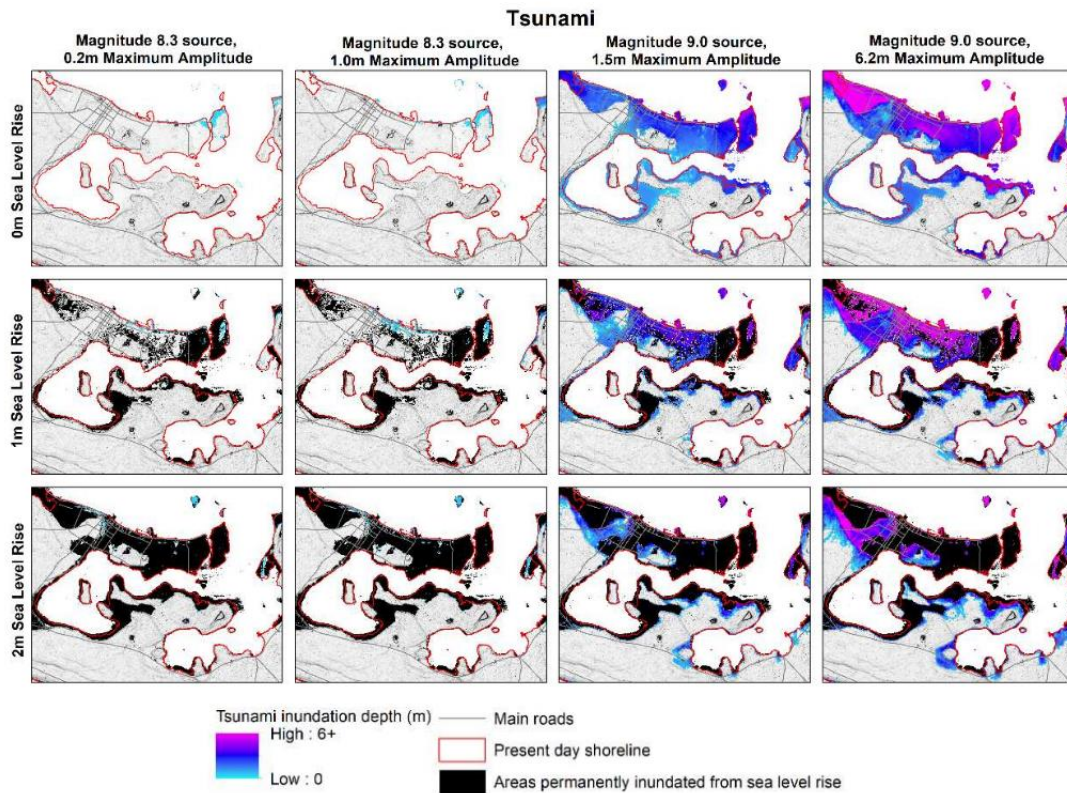 Tsunami
Magnitude 8.3 source,
0.2m Maximum Amplitude
Magnitude 8.3 source,
1.0m Maximum Amplitude
Magnitude 9.0 source,
1.5m Maximum Amplitude
Magnitude 9.0 source,
6.2m Maximum Amplitude
0m Sea Level Rise
1m Sea Level Rise
2m Sea Level Rise
Tsunami inundation depth (m)
High : 6+
Low : 0
Main roads
Present day shoreline
Areas permanently inundated from sea level rise